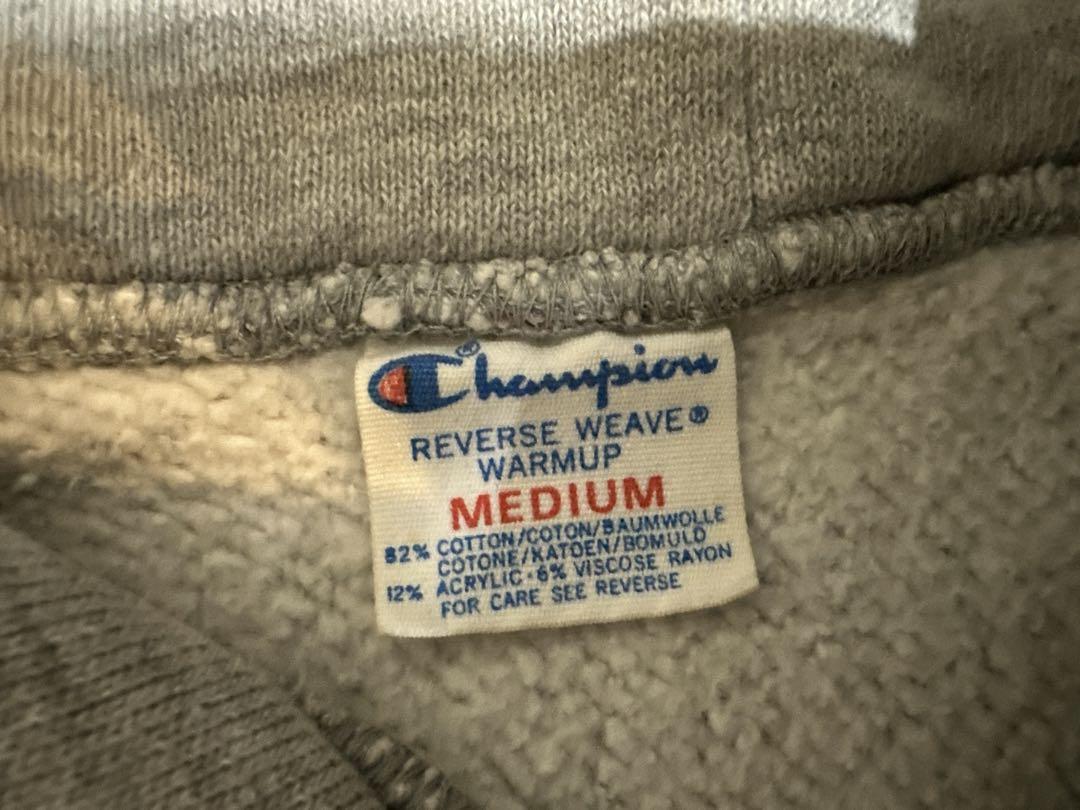 Champion®
REVERSE WEAVE®
WARMUP
MEDIUM
82% COTTON/COTON/BAUMWOLLE
COTONE/KATOEN/BOMULD
12% ACRYLIC·6% VISCOSE RAYON
FOR CARE SEE REVERSE